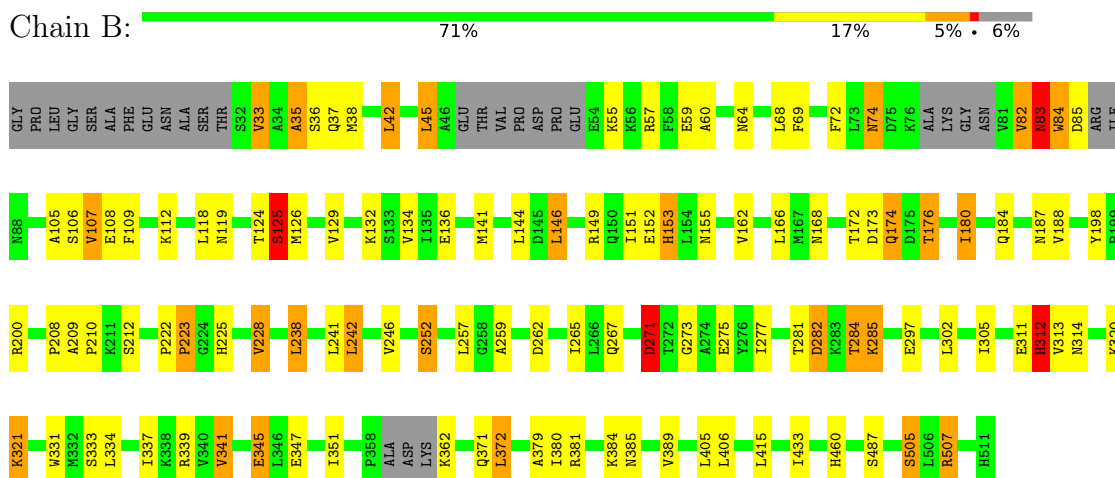 Chain B:
71% 17% 5% • 6%
GLY PRO LEU GLY SER ALA PHE GLU ASN ALA SER THR S32 V33 A34 A35 S36 Q37 M38 L42 L45 A46 GLU THR VAL PRO ASP PRO GLU E54 K55 K56 R57 F58 E59 A60 N64 L68 F69 F72 L73 N74 D75 K76 ALA LYS GLY ASN V81 V82 N83 W84 D85 ARG ILE
N88 A105 S106 V107 E108 F109 K112 L118 N119 T124 S125 M126 V129 K132 S133 V134 I135 E136 M141 L144 D145 L146 R149 Q150 I151 E152 H153 L154 N155 V162 L166 M167 N168 T172 D173 Q174 D175 T176 I180 Q184 N187 V188 Y198 R199
R200 P208 A209 P210 K211 S212 P222 P223 G224 H225 V228 L238 L241 L242 V246 S252 L257 G258 A259 D262 I265 L266 Q267 D271 T272 G273 A274 E275 Y276 I277 T281 D282 K283 T284 K285 E297 L302 I305 E311 H312 V313 N314 K320
K321 W331 M332 S333 L334 I337 K338 R339 V340 V341 E345 L346 E347 I351 P358 ALA ASP LYS K362 Q371 L372 A379 I380 R381 K384 N385 V389 L405 L406 L415 I433 H460 S487 S505 L506 R507 H511